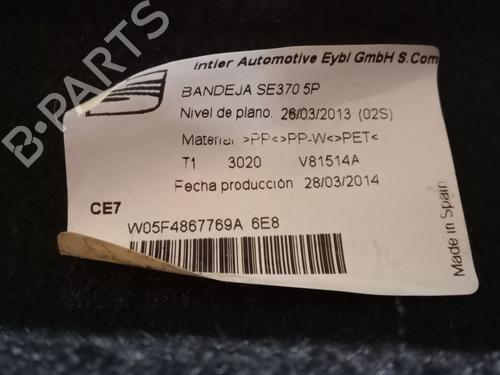 Intier Automotive Eybl GmbH S.Com
BANDEJA SE370 5P
Nivel de plano. 26/03/2013 (02S)
Material >PP<>PP-W<>PET<
T1 3020 V81514A
Fecha producción 28/03/2014
CE7
W05F4867769A 6E8
Made in Spain
B-PARTS